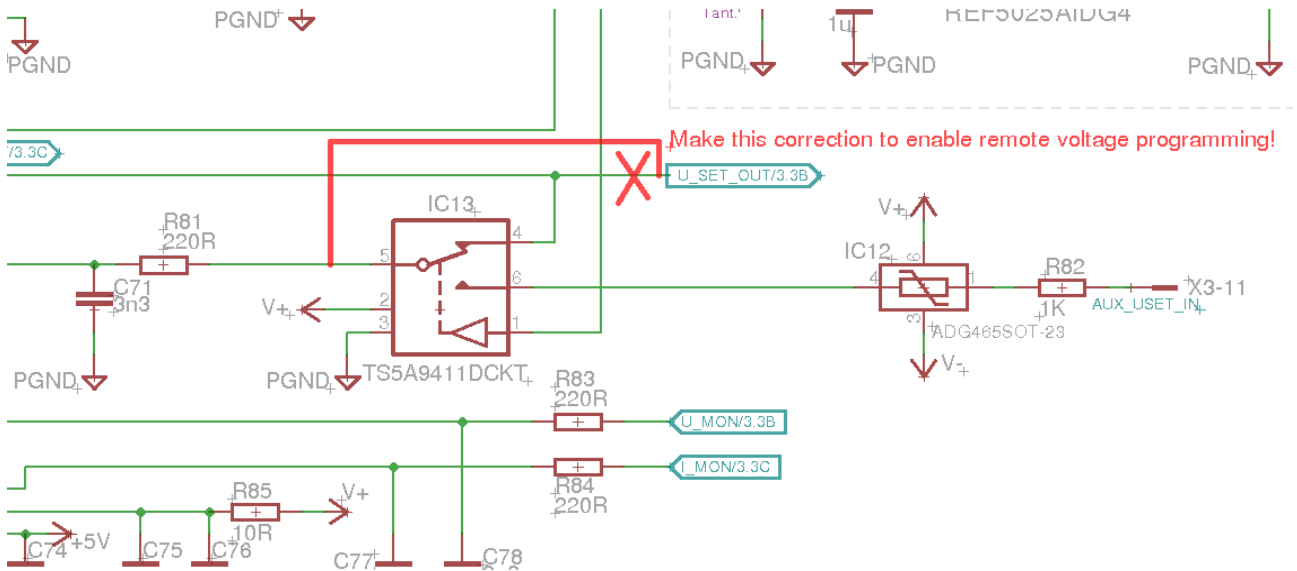 PGND
Tant.'
1u
REF5025AIDG4
PGND
PGND
PGND
PGND
Make this correction to enable remote voltage programming!
/3.3C
U_SET_OUT/3.3B
IC13
V+
R81
220R
4
IC12
6
R82
5
6
4
1
X3-11
C71
3n3
V+
2
1K
AUX_USET_IN
3
1
3
ADG465SOT-23
PGND
PGND
TS5A9411DCKT
V-
R83
220R
U_MON/3.3B
I_MON/3.3C
R84
220R
R85
V+
10R
+5V
C74
C75
C76
C77
C78